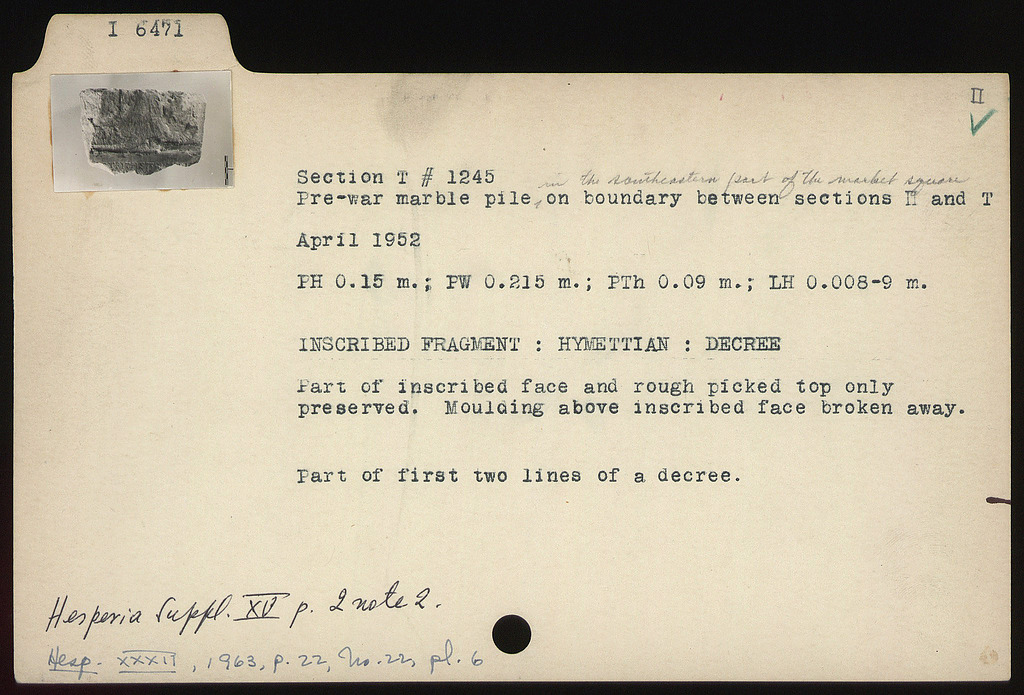 I 6471
II
Section T # 1245
in the southeastern part of the market square
Pre-war marble pile, on boundary between sections Π and T
April 1952
PH 0.15 m.; PW 0.215 m.; PTh 0.09 m.; LH 0.008-9 m.
INSCRIBED FRAGMENT : HYMETTIAN : DECREE
Part of inscribed face and rough picked top only
preserved. Moulding above inscribed face broken away.
Part of first two lines of a decree.
Hesperia Suppl. XV p. 2 note 2.
Hesp. XXXII, 1963, p. 22, No. 22, pl. 6